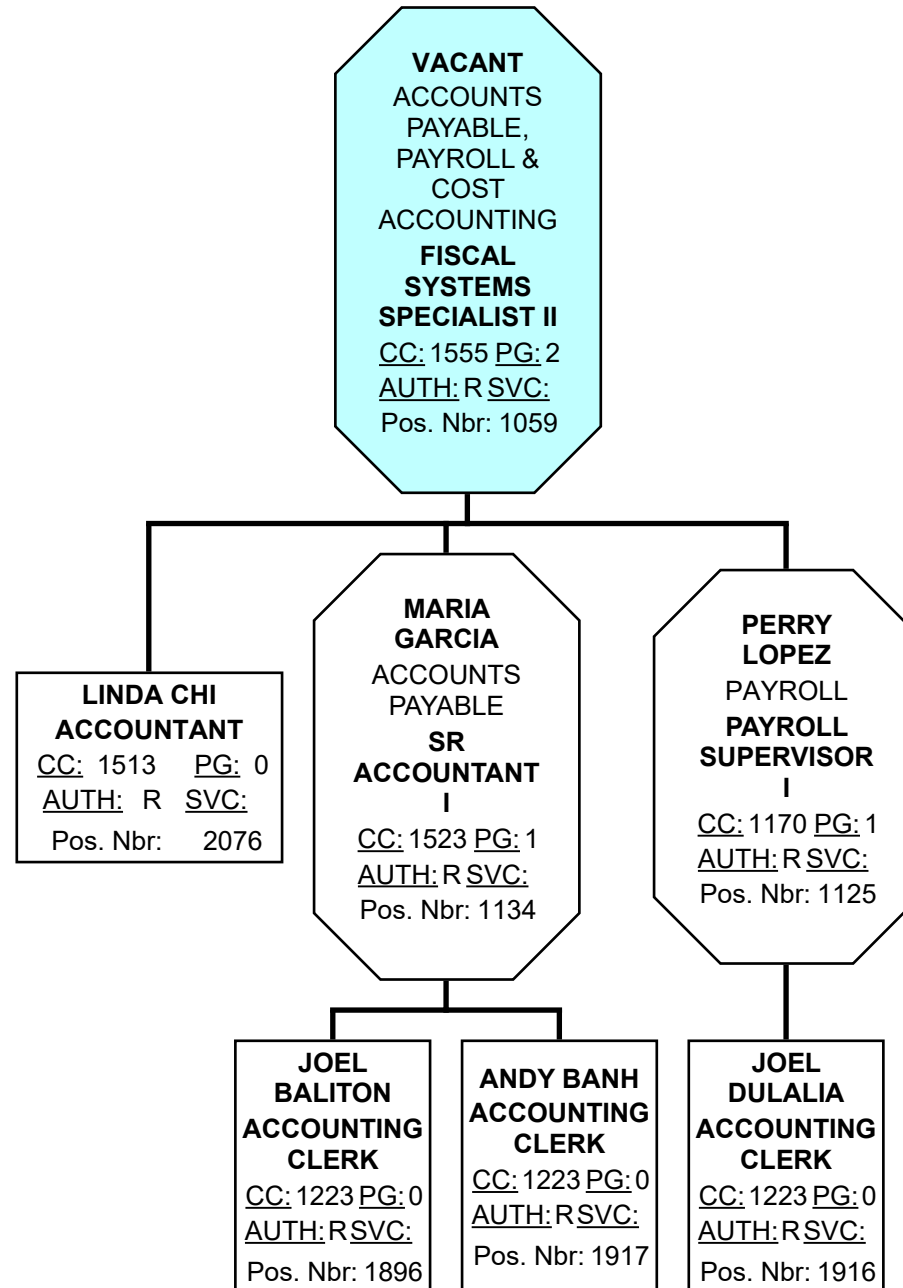 VACANT
ACCOUNTS
PAYABLE,
PAYROLL &
COST
ACCOUNTING
FISCAL
SYSTEMS
SPECIALIST II
CC: 1555 PG: 2
AUTH: R SVC:
Pos. Nbr: 1059
LINDA CHI
ACCOUNTANT
CC: 1513 PG: 0
AUTH: R SVC:
Pos. Nbr: 2076
MARIA
GARCIA
ACCOUNTS
PAYABLE
SR
ACCOUNTANT
I
CC: 1523 PG: 1
AUTH: R SVC:
Pos. Nbr: 1134
PERRY
LOPEZ
PAYROLL
PAYROLL
SUPERVISOR
I
CC: 1170 PG: 1
AUTH: R SVC:
Pos. Nbr: 1125
JOEL
BALITON
ACCOUNTING
CLERK
CC: 1223 PG: 0
AUTH: R SVC:
Pos. Nbr: 1896
ANDY BANH
ACCOUNTING
CLERK
CC: 1223 PG: 0
AUTH: R SVC:
Pos. Nbr: 1917
JOEL
DULALIA
ACCOUNTING
CLERK
CC: 1223 PG: 0
AUTH: R SVC:
Pos. Nbr: 1916